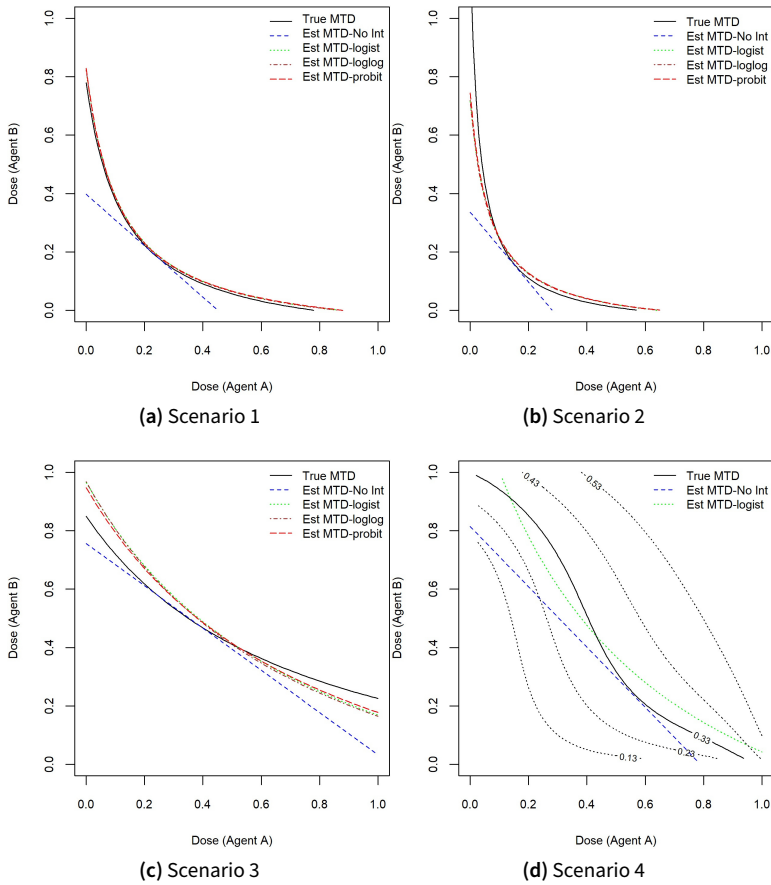 True MTD
Est MTD-No Int
Est MTD-logist
Est MTD-loglog
Est MTD-probit
Dose (Agent B)
1.0
0.8
0.6
0.4
0.2
0.0
0.0 0.2 0.4 0.6 0.8 1.0
Dose (Agent A)
(a) Scenario 1
True MTD
Est MTD-No Int
Est MTD-logist
Est MTD-loglog
Est MTD-probit
Dose (Agent B)
1.0
0.8
0.6
0.4
0.2
0.0
0.0 0.2 0.4 0.6 0.8 1.0
Dose (Agent A)
(b) Scenario 2
True MTD
Est MTD-No Int
Est MTD-logist
Est MTD-loglog
Est MTD-probit
Dose (Agent B)
1.0
0.8
0.6
0.4
0.2
0.0
0.0 0.2 0.4 0.6 0.8 1.0
Dose (Agent A)
(c) Scenario 3
True MTD
Est MTD-No Int
Est MTD-logist
0.43
0.53
0.33
0.23
0.13
Dose (Agent B)
1.0
0.8
0.6
0.4
0.2
0.0
0.0 0.2 0.4 0.6 0.8 1.0
Dose (Agent A)
(d) Scenario 4